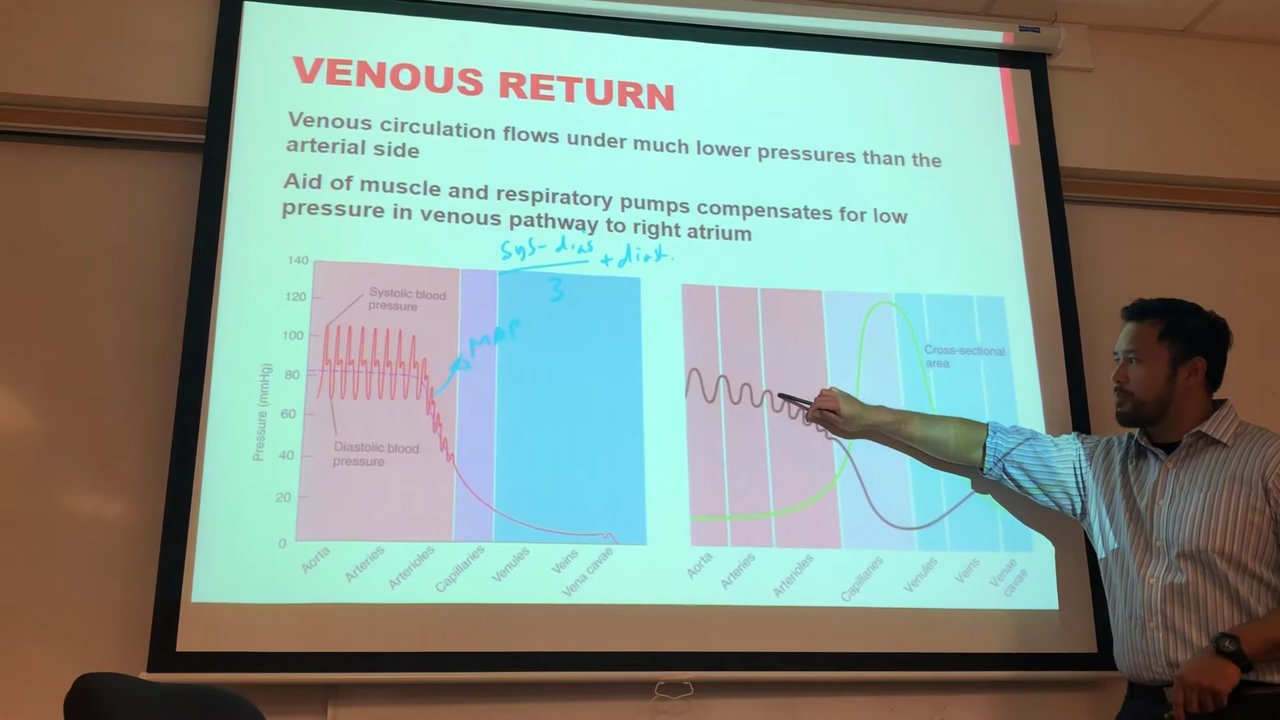 VENOUS RETURN
Venous circulation flows under much lower pressures than the
arterial side
Aid of muscle and respiratory pumps compensates for low
pressure in venous pathway to right atrium
sys- dias + diast.
3
MAP
140
120
100
80
60
40
20
0
Pressure (mmHg)
Systolic blood
pressure
Diastolic blood
pressure
Aorta
Arteries
Arterioles
Capillaries
Venules
Veins
Vena cavae
Cross-sectional
area
Aorta
Arteries
Arterioles
Capillaries
Venules
Veins
Venae
cavae